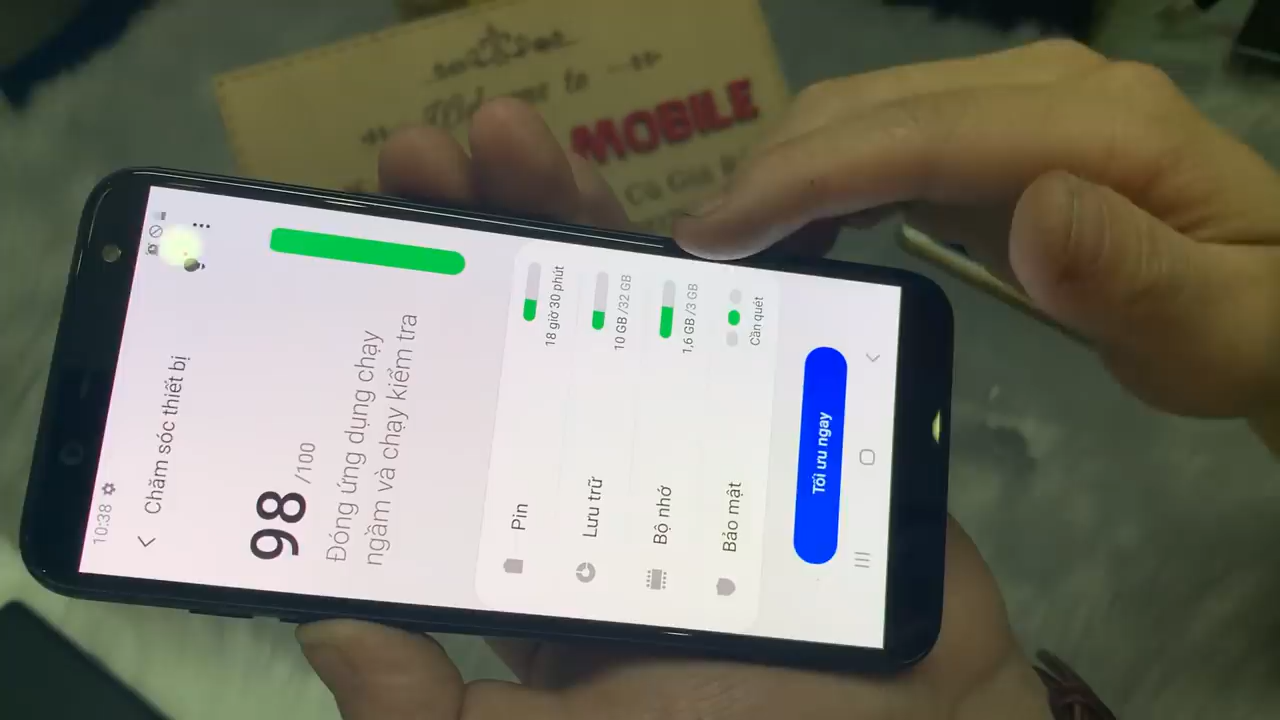 Welcome to
MOBILE
10:38
Chăm sóc thiết bị
98/100
Đóng ứng dụng chạy
ngầm và chạy kiểm tra
Pin
18 giờ 30 phút
Lưu trữ
10 GB /32 GB
Bộ nhớ
1,6 GB /3 GB
Bảo mật
Cần quét
Tối ưu ngay